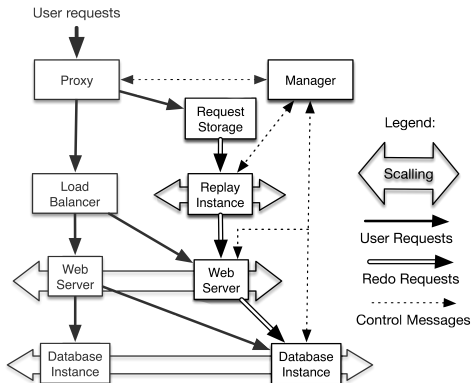 User requests
Proxy
Manager
Request
Storage
Legend:
Scalling
Load
Balancer
Replay
Instance
User Requests
Web
Server
Web
Server
Redo Requests
Control Messages
Database
Instance
Database
Instance